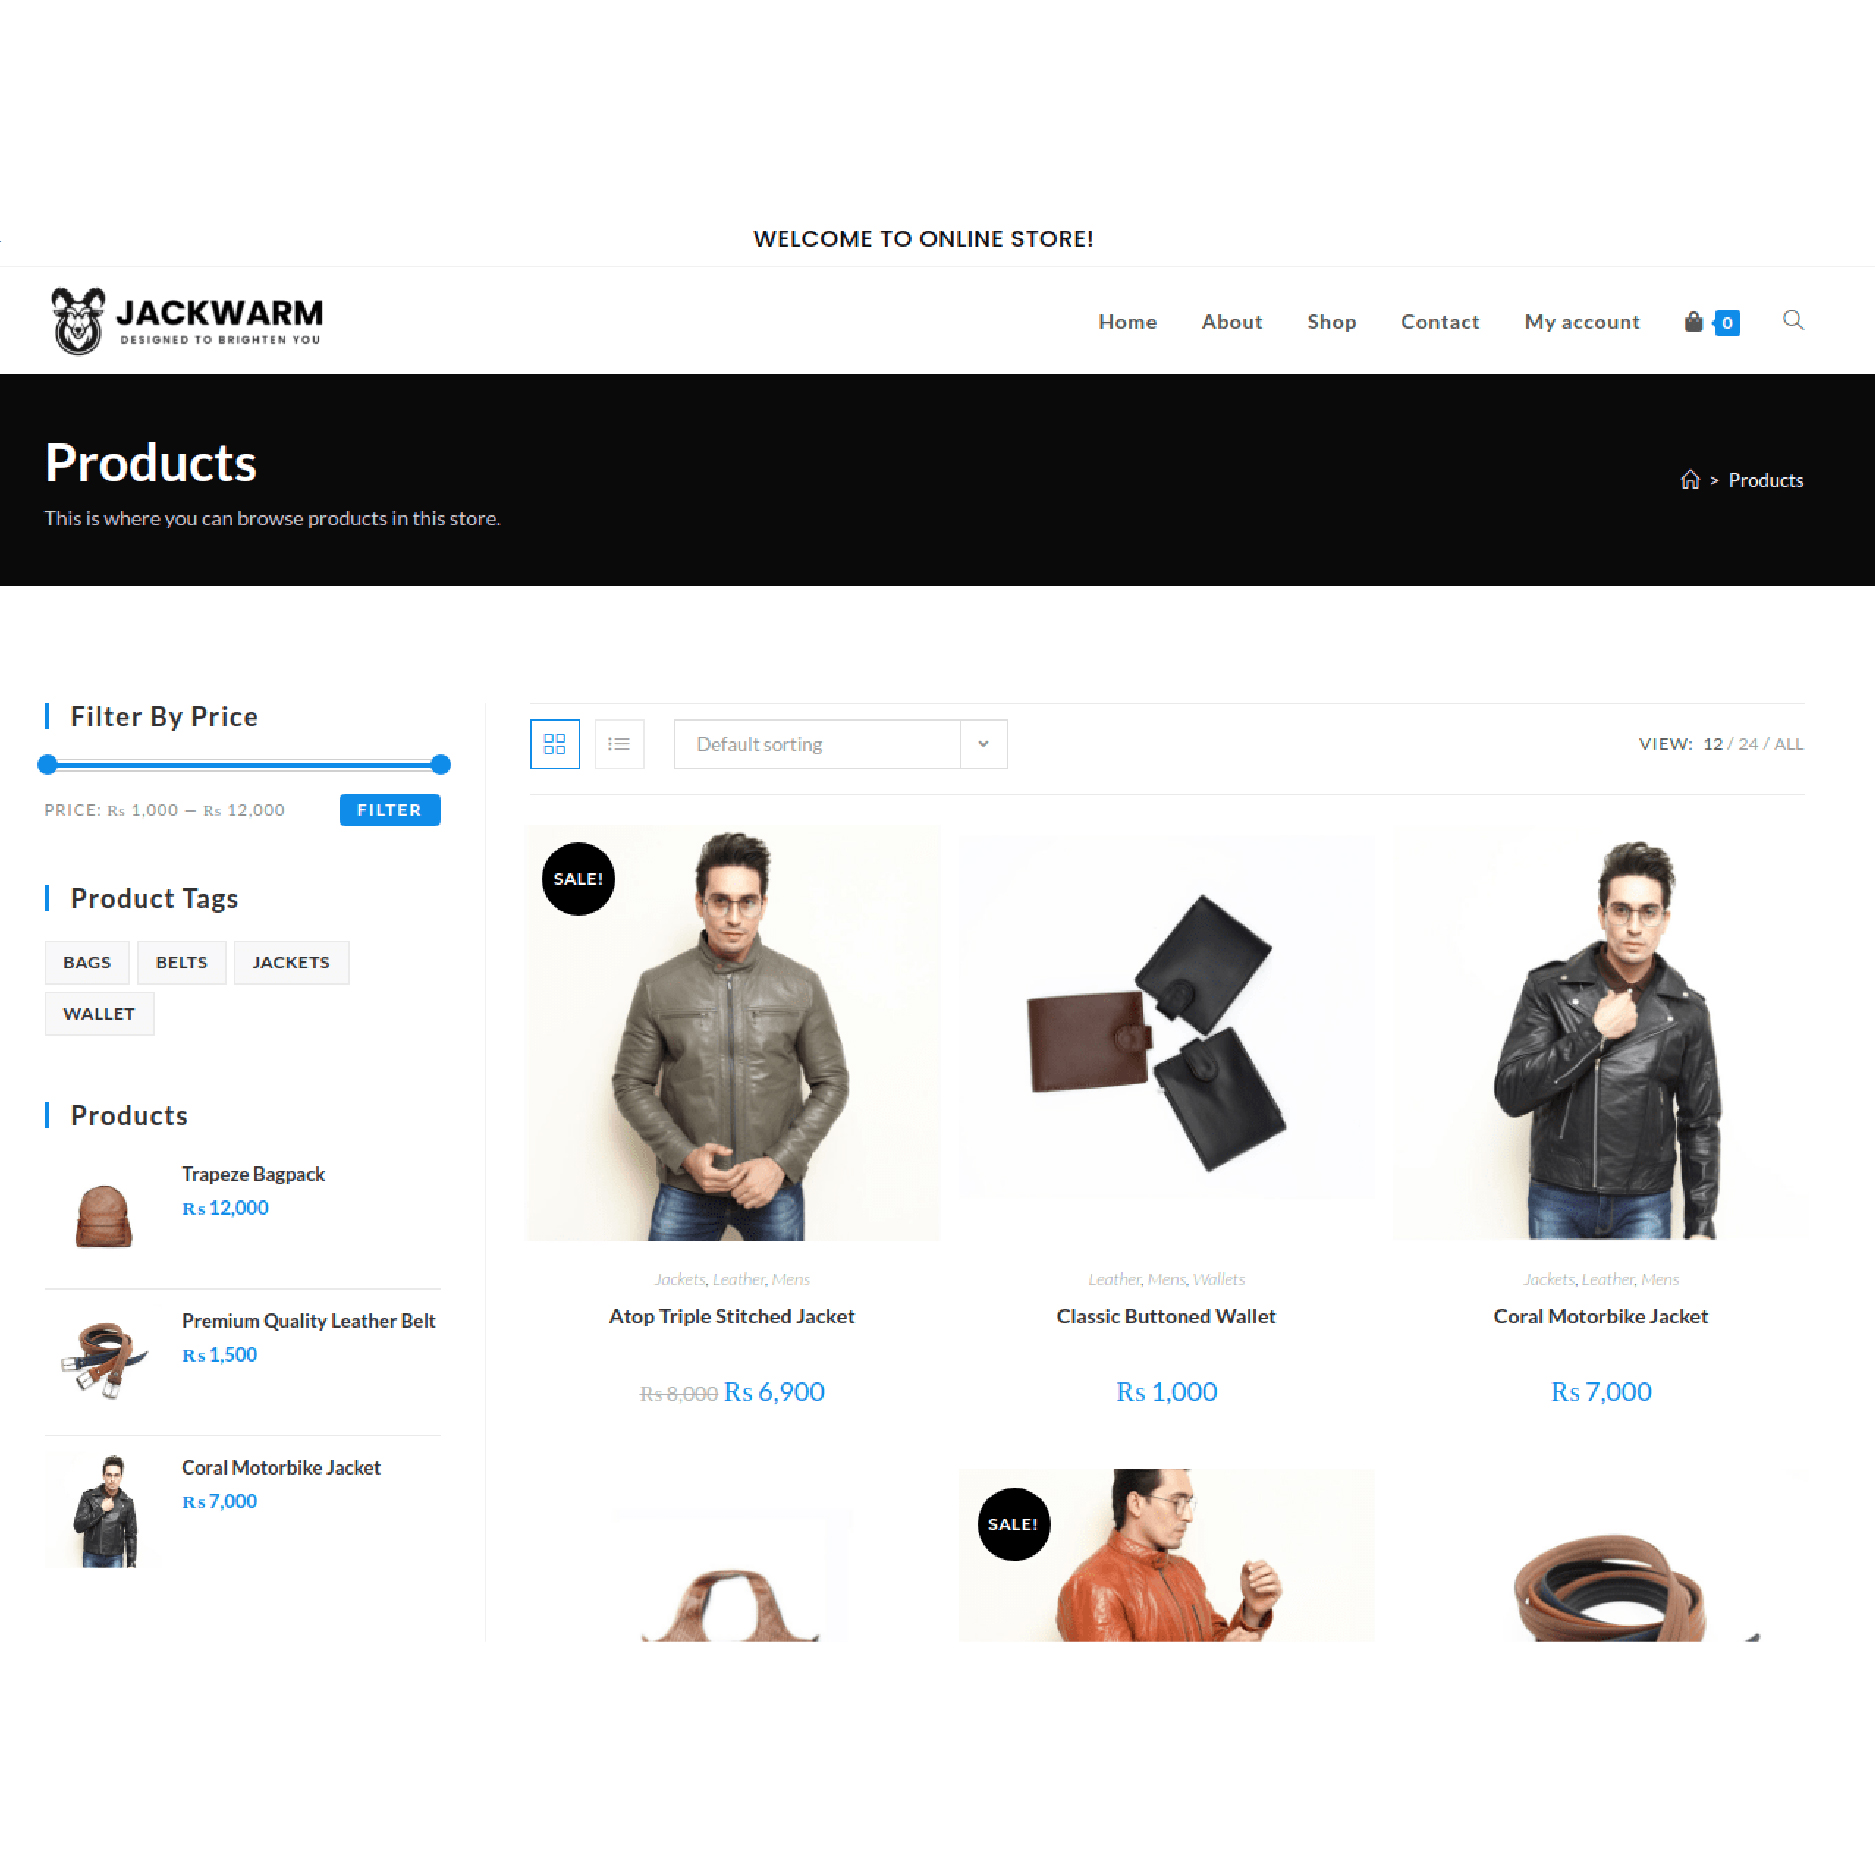 WELCOME TO ONLINE STORE!
JACKWARM
DESIGNED TO BRIGHTEN YOU
Home About Shop Contact My account 0
Products
This is where you can browse products in this store.
> Products
Filter By Price
PRICE: Rs 1,000 — Rs 12,000 FILTER
Product Tags
BAGS BELTS JACKETS
WALLET
Products
Trapeze Bagpack
Rs 12,000
Premium Quality Leather Belt
Rs 1,500
Coral Motorbike Jacket
Rs 7,000
Default sorting
VIEW: 12 / 24 / ALL
SALE!
Jackets, Leather, Mens
Atop Triple Stitched Jacket
Rs 8,000 Rs 6,900
Leather, Mens, Wallets
Classic Buttoned Wallet
Rs 1,000
Jackets, Leather, Mens
Coral Motorbike Jacket
Rs 7,000
SALE!